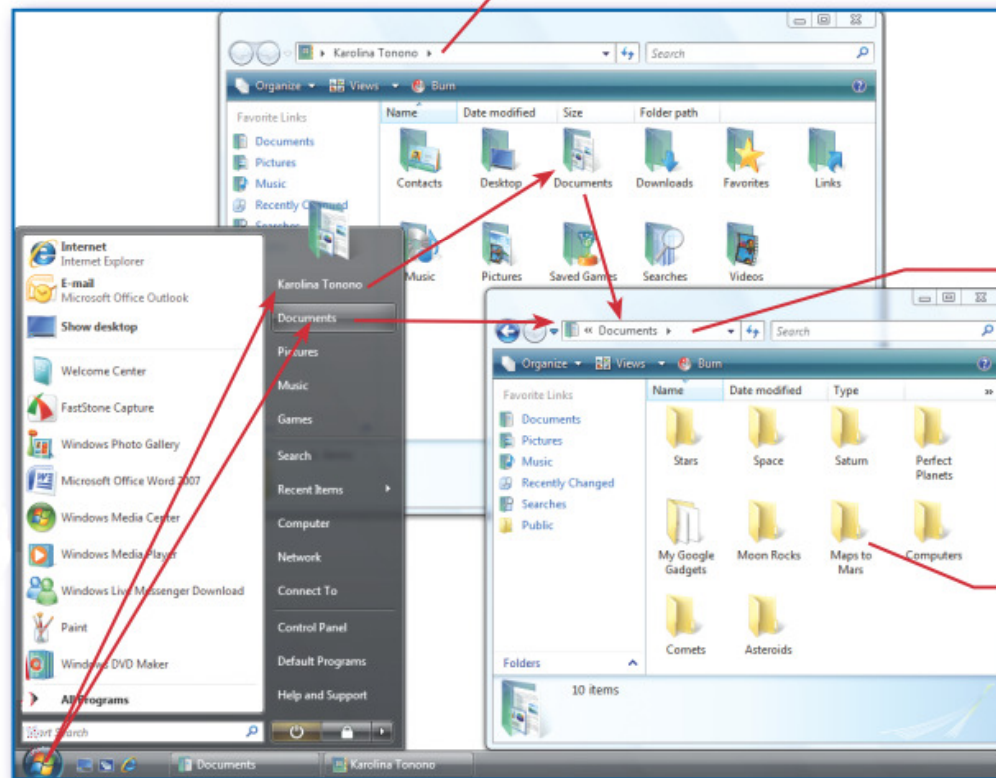 Karolina Tonono
Search
Organize Views Burn
Favorite Links
Documents
Pictures
Music
Recently Changed
Searches
Name Date modified Size Folder path
Contacts Desktop Documents Downloads Favorites Links
Music Pictures Saved Games Searches Videos
Internet
Internet Explorer
E-mail
Microsoft Office Outlook
Show desktop
Welcome Center
FastStone Capture
Windows Photo Gallery
Microsoft Office Word 2007
Windows Media Center
Windows Media Player
Windows Live Messenger Download
Paint
Windows DVD Maker
All Programs
Start Search
Karolina Tonono
Documents
Pictures
Music
Games
Search
Recent Items
Computer
Network
Connect To
Control Panel
Default Programs
Help and Support
« Documents
Search
Organize Views Burn
Favorite Links
Documents
Pictures
Music
Recently Changed
Searches
Public
Folders
Name Date modified Type »
Stars Space Saturn Perfect
Planets
My Google Moon Rocks Maps to Computers
Gadgets Mars
Comets Asteroids
10 items
Documents Karolina Tonono